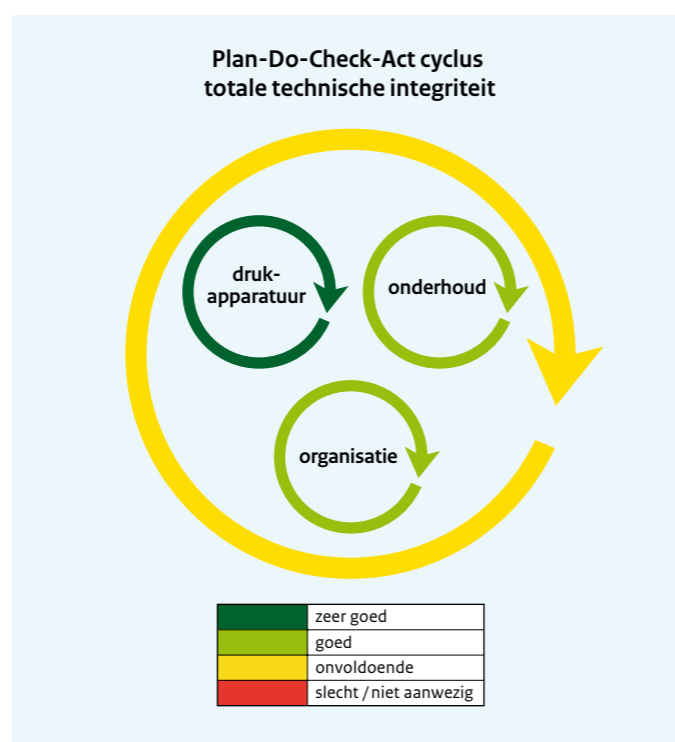 Plan-Do-Check-Act cyclus
totale technische integriteit
druk-
apparatuur
onderhoud
organisatie
zeer goed
goed
onvoldoende
slecht / niet aanwezig